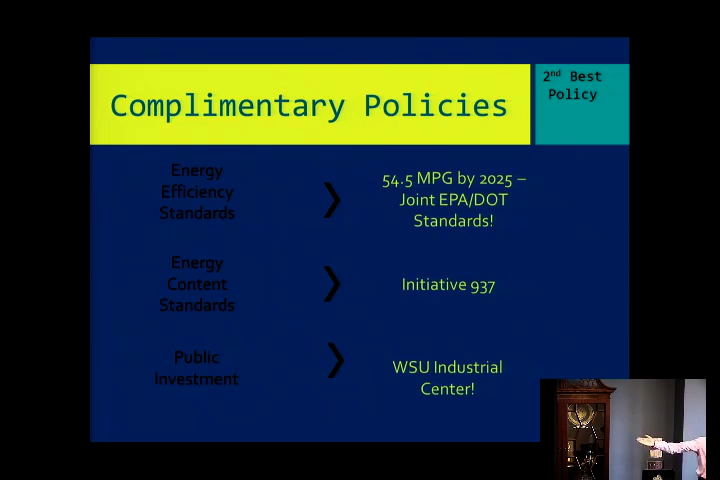 Complimentary Policies
2nd Best
Policy
Energy
Efficiency
Standards
❯
54.5 MPG by 2025 –
Joint EPA/DOT
Standards!
Energy
Content
Standards
❯
Initiative 937
Public
Investment
❯
WSU Industrial
Center!